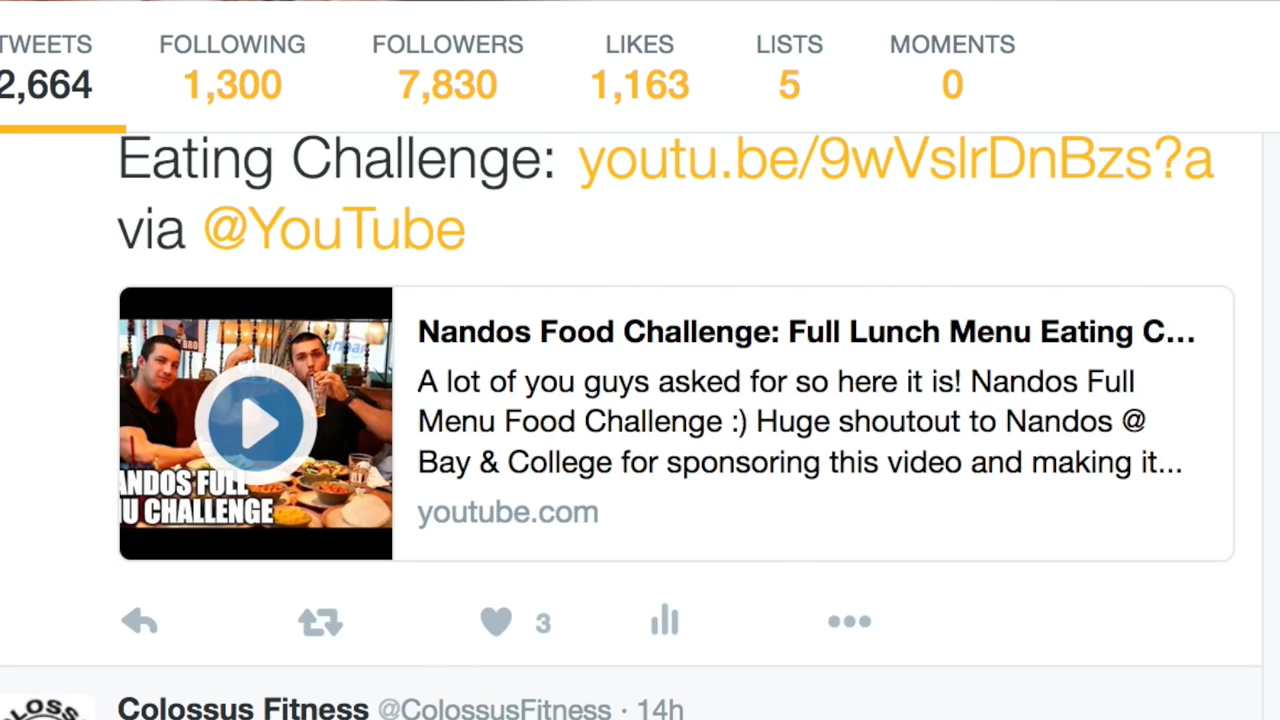 TWEETS FOLLOWING FOLLOWERS LIKES LISTS MOMENTS
2,664 1,300 7,830 1,163 5 0
Eating Challenge: youtu.be/9wVslrDnBzs?a
via @YouTube
Nandos Food Challenge: Full Lunch Menu Eating C...
A lot of you guys asked for so here it is! Nandos Full
Menu Food Challenge :) Huge shoutout to Nandos @
Bay & College for sponsoring this video and making it...
youtube.com
BRO
ANDOS FULL
U CHALLENGE
3
Colossus Fitness @ColossusFitness · 14h
LOSS